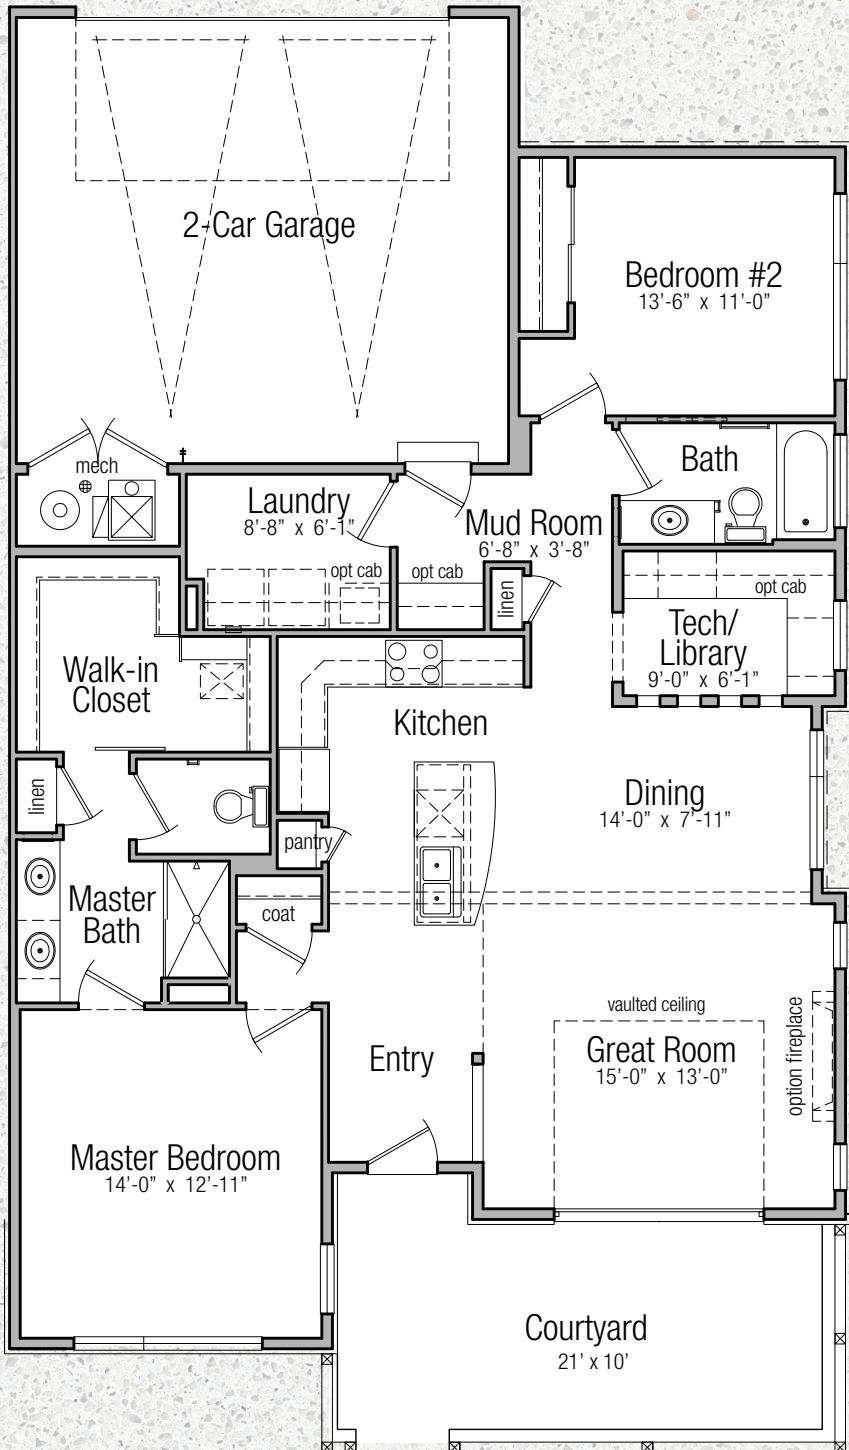 2-Car Garage
Bedroom #2
13'-6” x 11'-0”
mech
Laundry
8'-8” x 6'-1”
Bath
Mud Room
6'-8” x 3'-8”
opt cab
opt cab
linen
opt cab
Tech/
Library
9'-0” x 6'-1”
Walk-in
Closet
Kitchen
linen
Dining
14'-0” x 7'-11”
pantry
Master
Bath
coat
vaulted ceiling
Great Room
15'-0” x 13'-0”
option fireplace
Entry
Master Bedroom
14'-0” x 12'-11”
Courtyard
21' x 10'